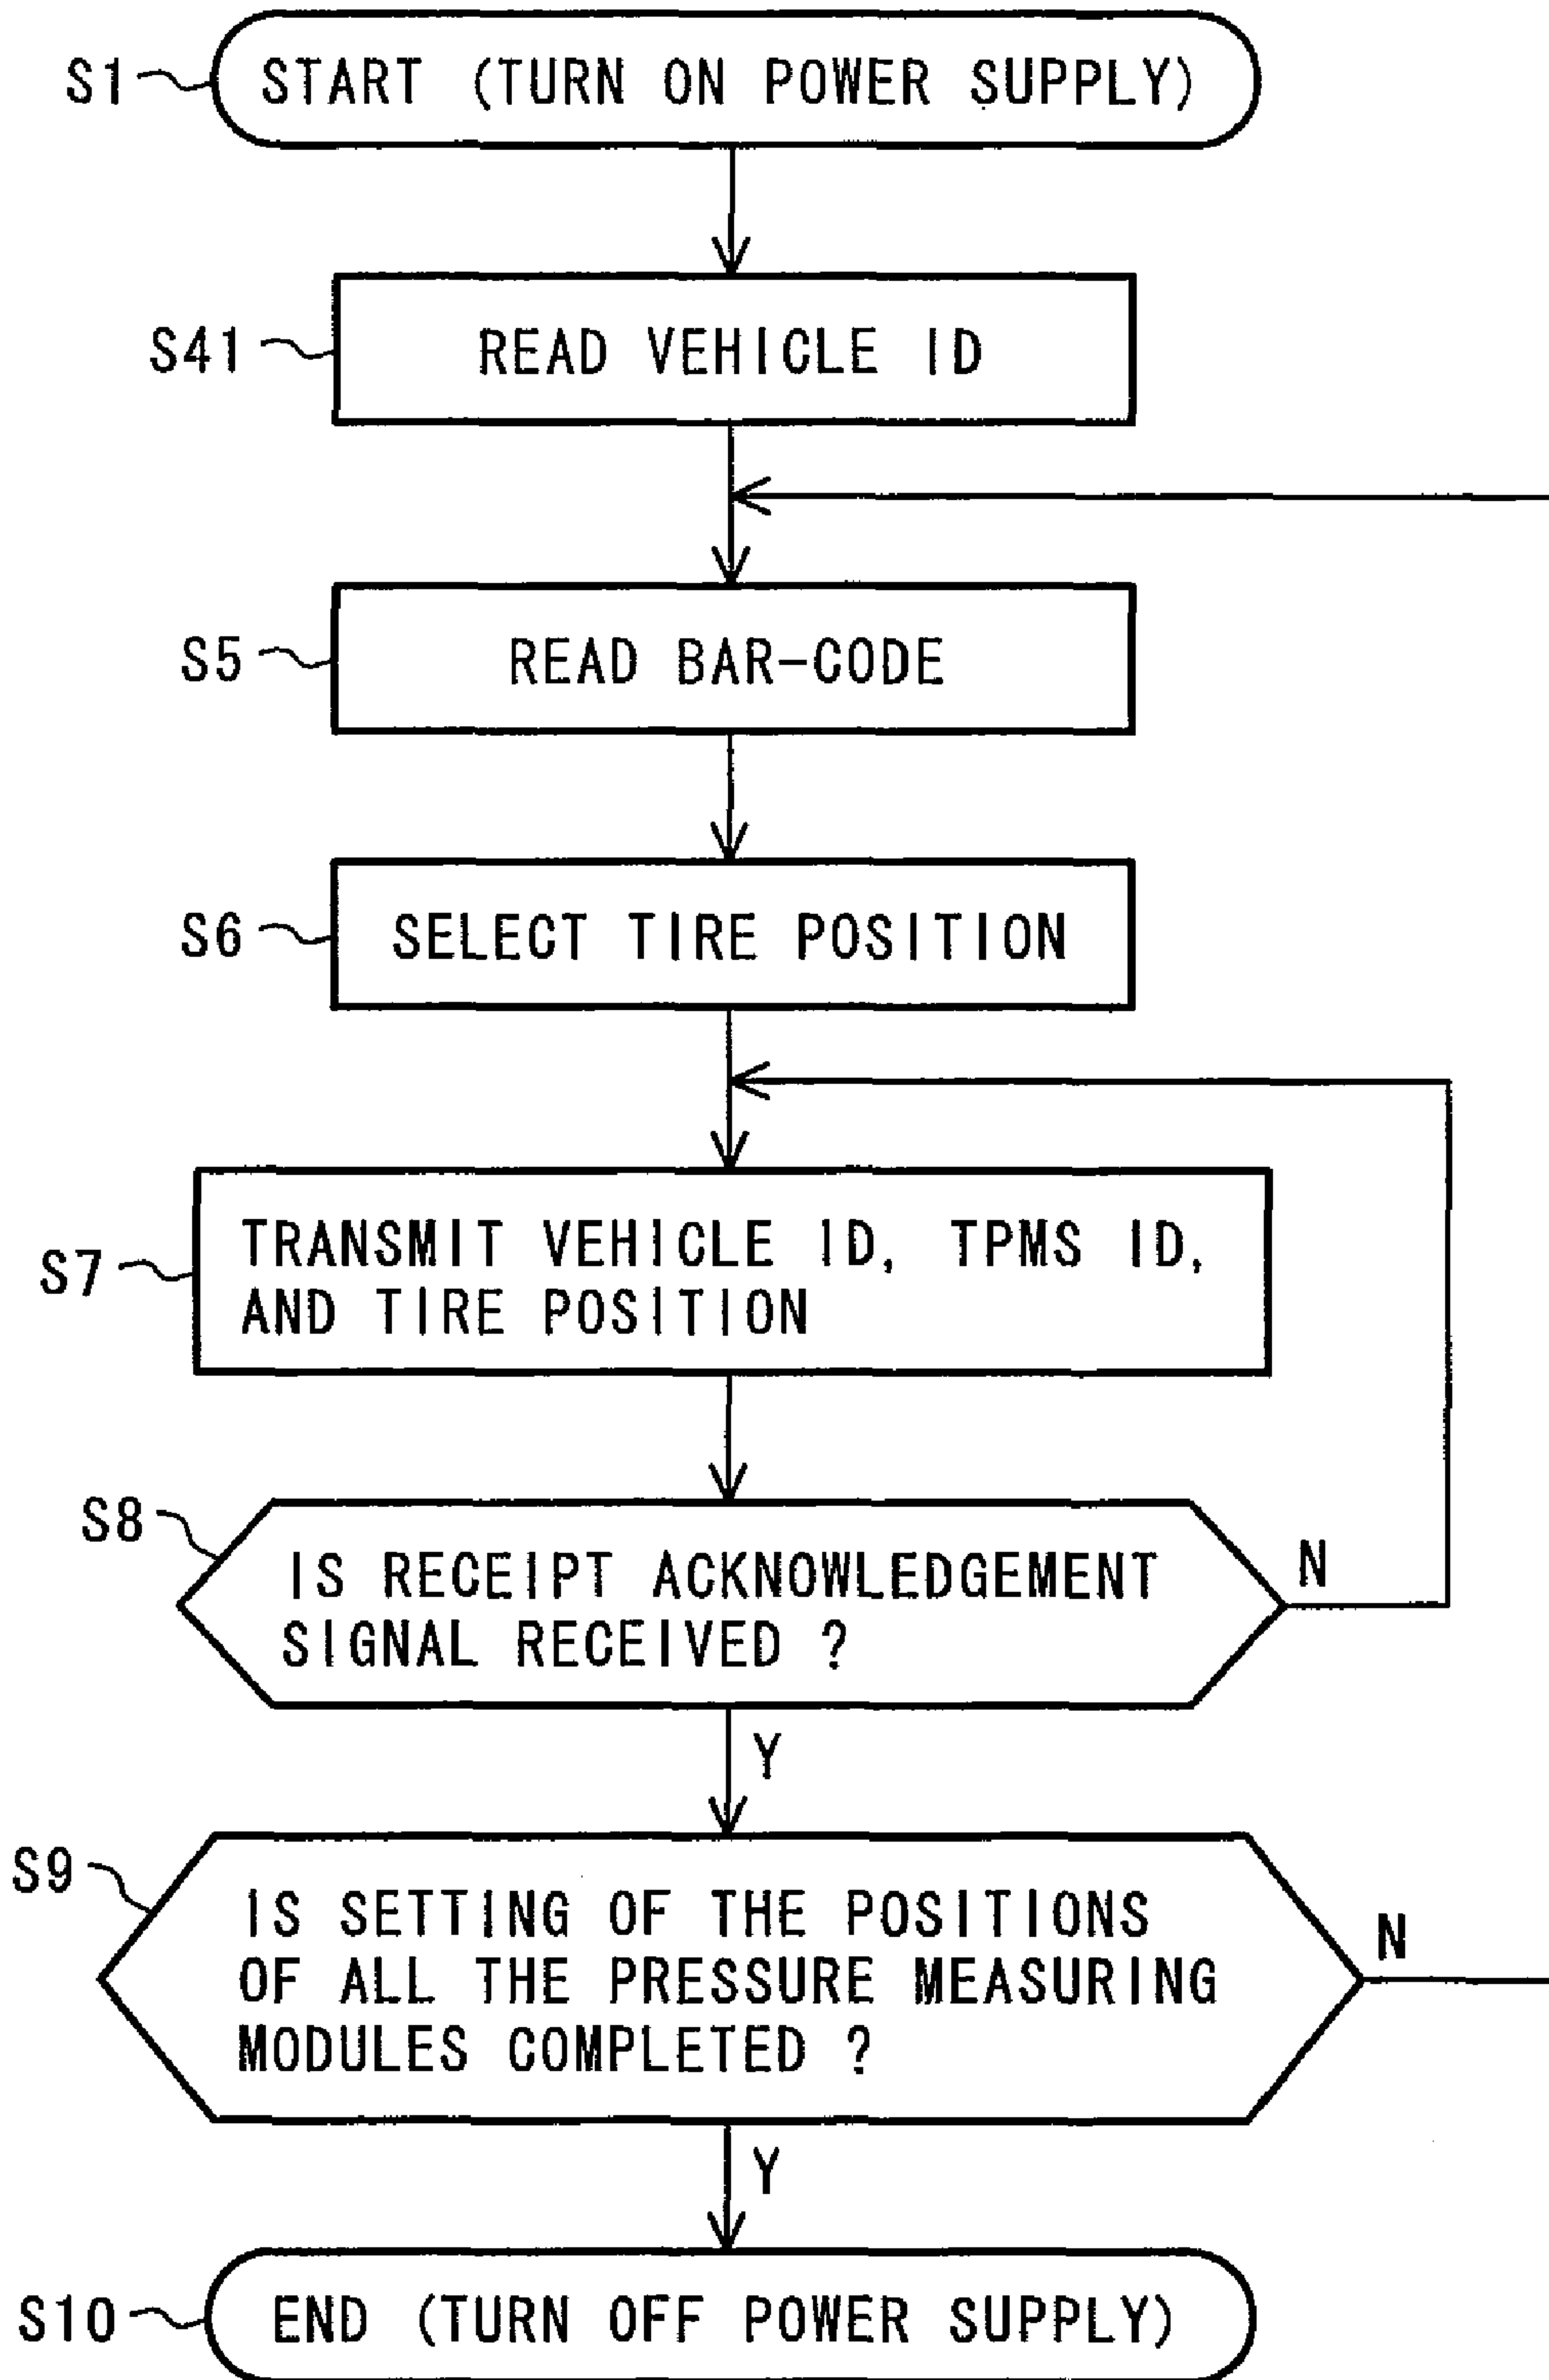 S1
START (TURN ON POWER SUPPLY)
S41
READ VEHICLE ID
S5
READ BAR-CODE
S6
SELECT TIRE POSITION
S7
TRANSMIT VEHICLE ID, TPMS ID,
AND TIRE POSITION
S8
IS RECEIPT ACKNOWLEDGEMENT
SIGNAL RECEIVED ?
N
Y
S9
IS SETTING OF THE POSITIONS
OF ALL THE PRESSURE MEASURING
MODULES COMPLETED ?
N
Y
S10
END (TURN OFF POWER SUPPLY)